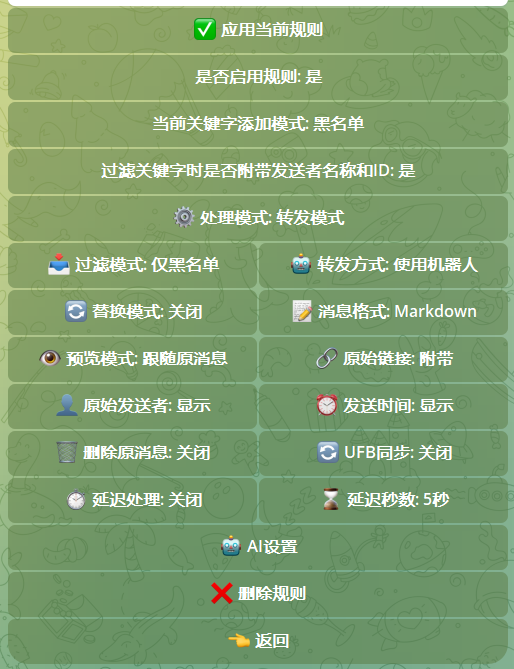 ✅ 应用当前规则
是否启用规则: 是
当前关键字添加模式: 黑名单
过滤关键字时是否附带发送者名称和ID: 是
⚙️ 处理模式: 转发模式
📥 过滤模式: 仅黑名单
🤖 转发方式: 使用机器人
🔄 替换模式: 关闭
📝 消息格式: Markdown
👁️ 预览模式: 跟随原消息
🔗 原始链接: 附带
👤 原始发送者: 显示
⏰ 发送时间: 显示
🗑️ 删除原消息: 关闭
🔄 UFB同步: 关闭
⏱️ 延迟处理: 关闭
⌛ 延迟秒数: 5秒
🤖 AI设置
❌ 删除规则
👈 返回